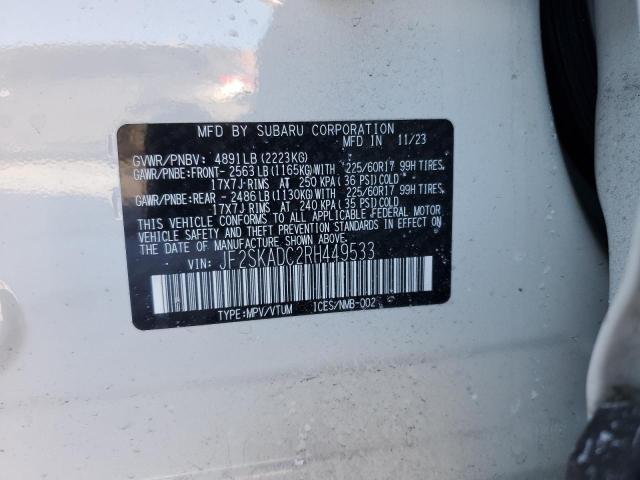 MFD BY SUBARU CORPORATION
MFD IN 11/23
GVWR/PNBV: 4891LB (2223KG)
GAWR/PNBE:FRONT- 2563LB (1165KG)WITH 225/60R17 99H TIRES,
17X7J RIMS AT 250 KPA (36 PSI) COLD
GAWR/PNBE:REAR - 2486LB (1130KG)WITH 225/60R17 99H TIRES,
17X7J RIMS AT 240 KPA (35 PSI) COLD
THIS VEHICLE CONFORMS TO ALL APPLICABLE FEDERAL MOTOR
VEHICLE SAFETY AND THEFT PREVENTION STANDARDS IN EFFECT ON
THE DATE OF MANUFACTURE SHOWN ABOVE.
VIN: JF2SKADC2RH449533
TYPE:MPV/VTUM ICES/NMB-002